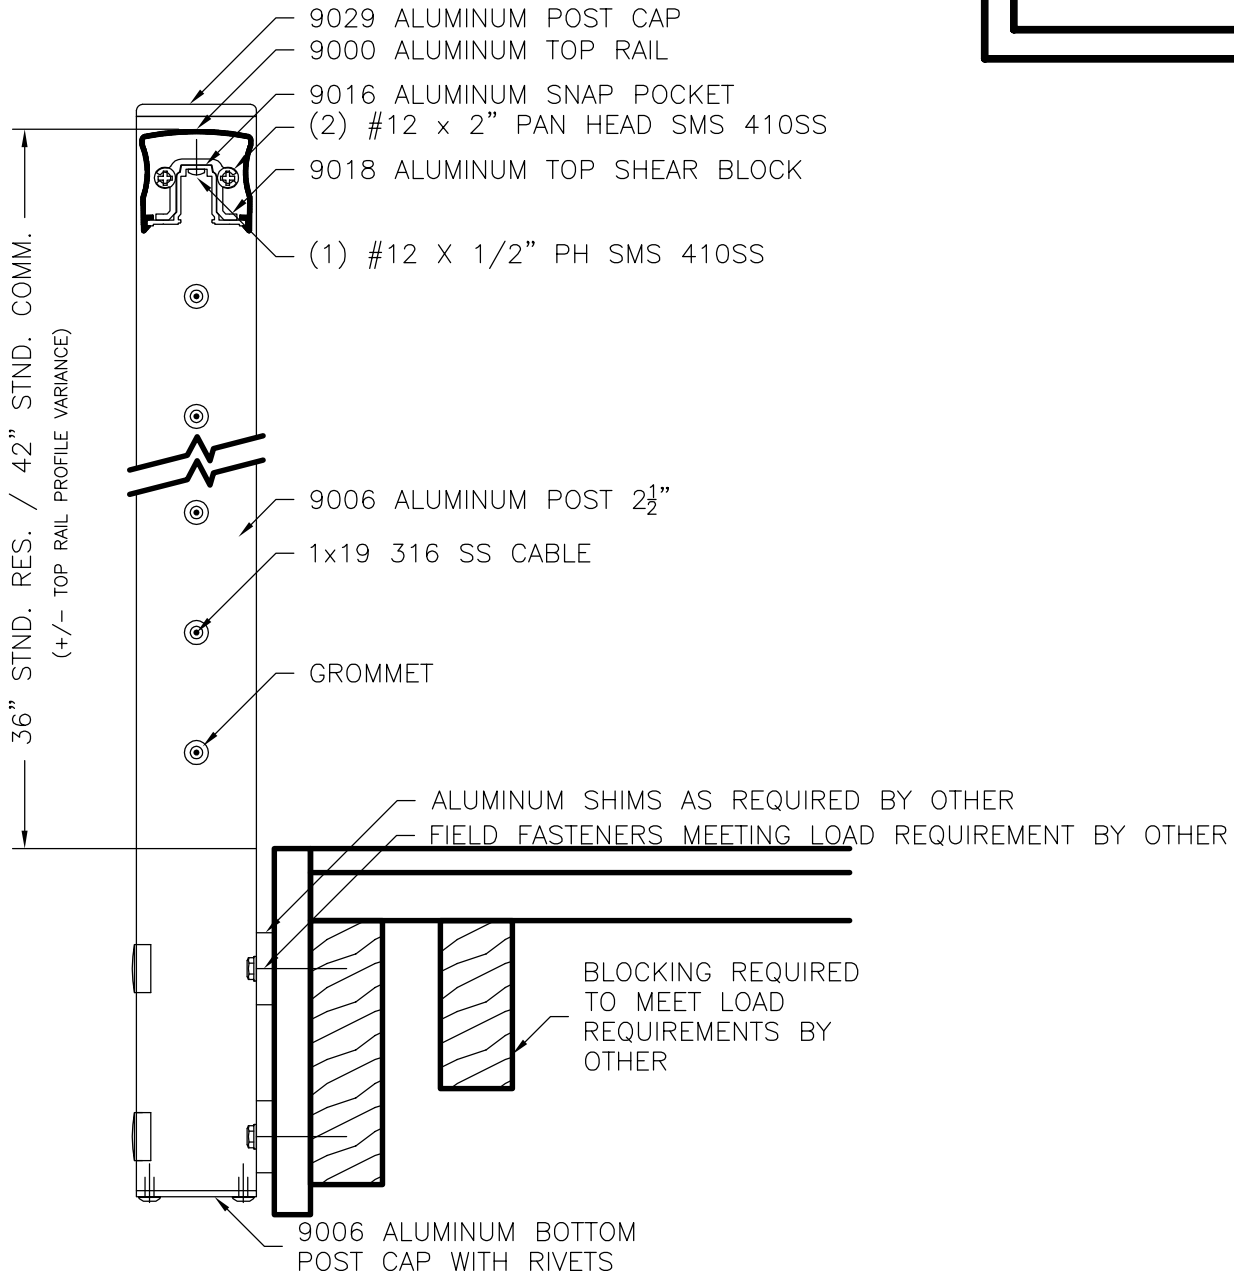 9029 ALUMINUM POST CAP
9000 ALUMINUM TOP RAIL
9016 ALUMINUM SNAP POCKET
(2) #12 x 2” PAN HEAD SMS 410SS
9018 ALUMINUM TOP SHEAR BLOCK
(1) #12 X 1/2” PH SMS 410SS
36” STND. RES. / 42” STND. COMM.
(+/- TOP RAIL PROFILE VARIANCE)
9006 ALUMINUM POST 2½”
1x19 316 SS CABLE
GROMMET
ALUMINUM SHIMS AS REQUIRED BY OTHER
FIELD FASTENERS MEETING LOAD REQUIREMENT BY OTHER
BLOCKING REQUIRED
TO MEET LOAD
REQUIREMENTS BY
OTHER
9006 ALUMINUM BOTTOM
POST CAP WITH RIVETS